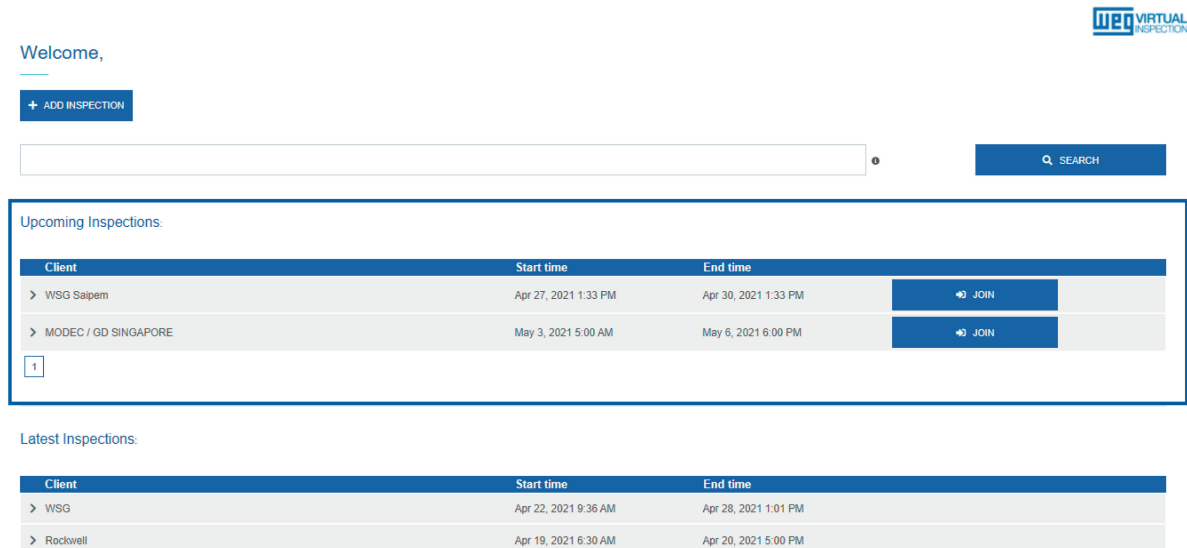 WEG VIRTUAL
INSPECTION
Welcome,
+ ADD INSPECTION
SEARCH
Upcoming Inspections:
Client Start time End time
> WSG Saipem Apr 27, 2021 1:33 PM Apr 30, 2021 1:33 PM JOIN
> MODEC / GD SINGAPORE May 3, 2021 5:00 AM May 6, 2021 6:00 PM JOIN
1
Latest Inspections:
Client Start time End time
> WSG Apr 22, 2021 9:36 AM Apr 28, 2021 1:01 PM
> Rockwell Apr 19, 2021 6:30 AM Apr 20, 2021 5:00 PM